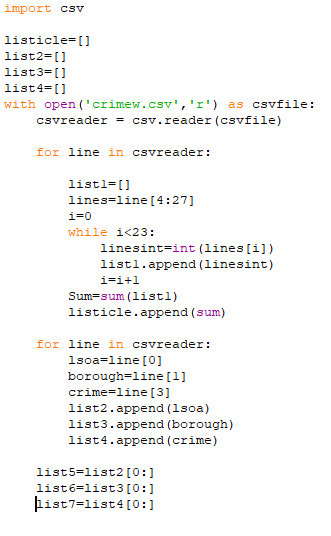 import csv

listicle=[]
list2=[]
list3=[]
list4=[]
with open('crimew.csv','r') as csvfile:
    csvreader = csv.reader(csvfile)

    for line in csvreader:

        list1=[]
        lines=line[4:27]
        i=0
        while i<23:
            linesint=int(lines[i])
            list1.append(linesint)
            i=i+1
        Sum=sum(list1)
        listicle.append(sum)

    for line in csvreader:
        lsoa=line[0]
        borough=line[1]
        crime=line[3]
        list2.append(lsoa)
        list3.append(borough)
        list4.append(crime)

    list5=list2[0:]
    list6=list3[0:]
    list7=list4[0:]